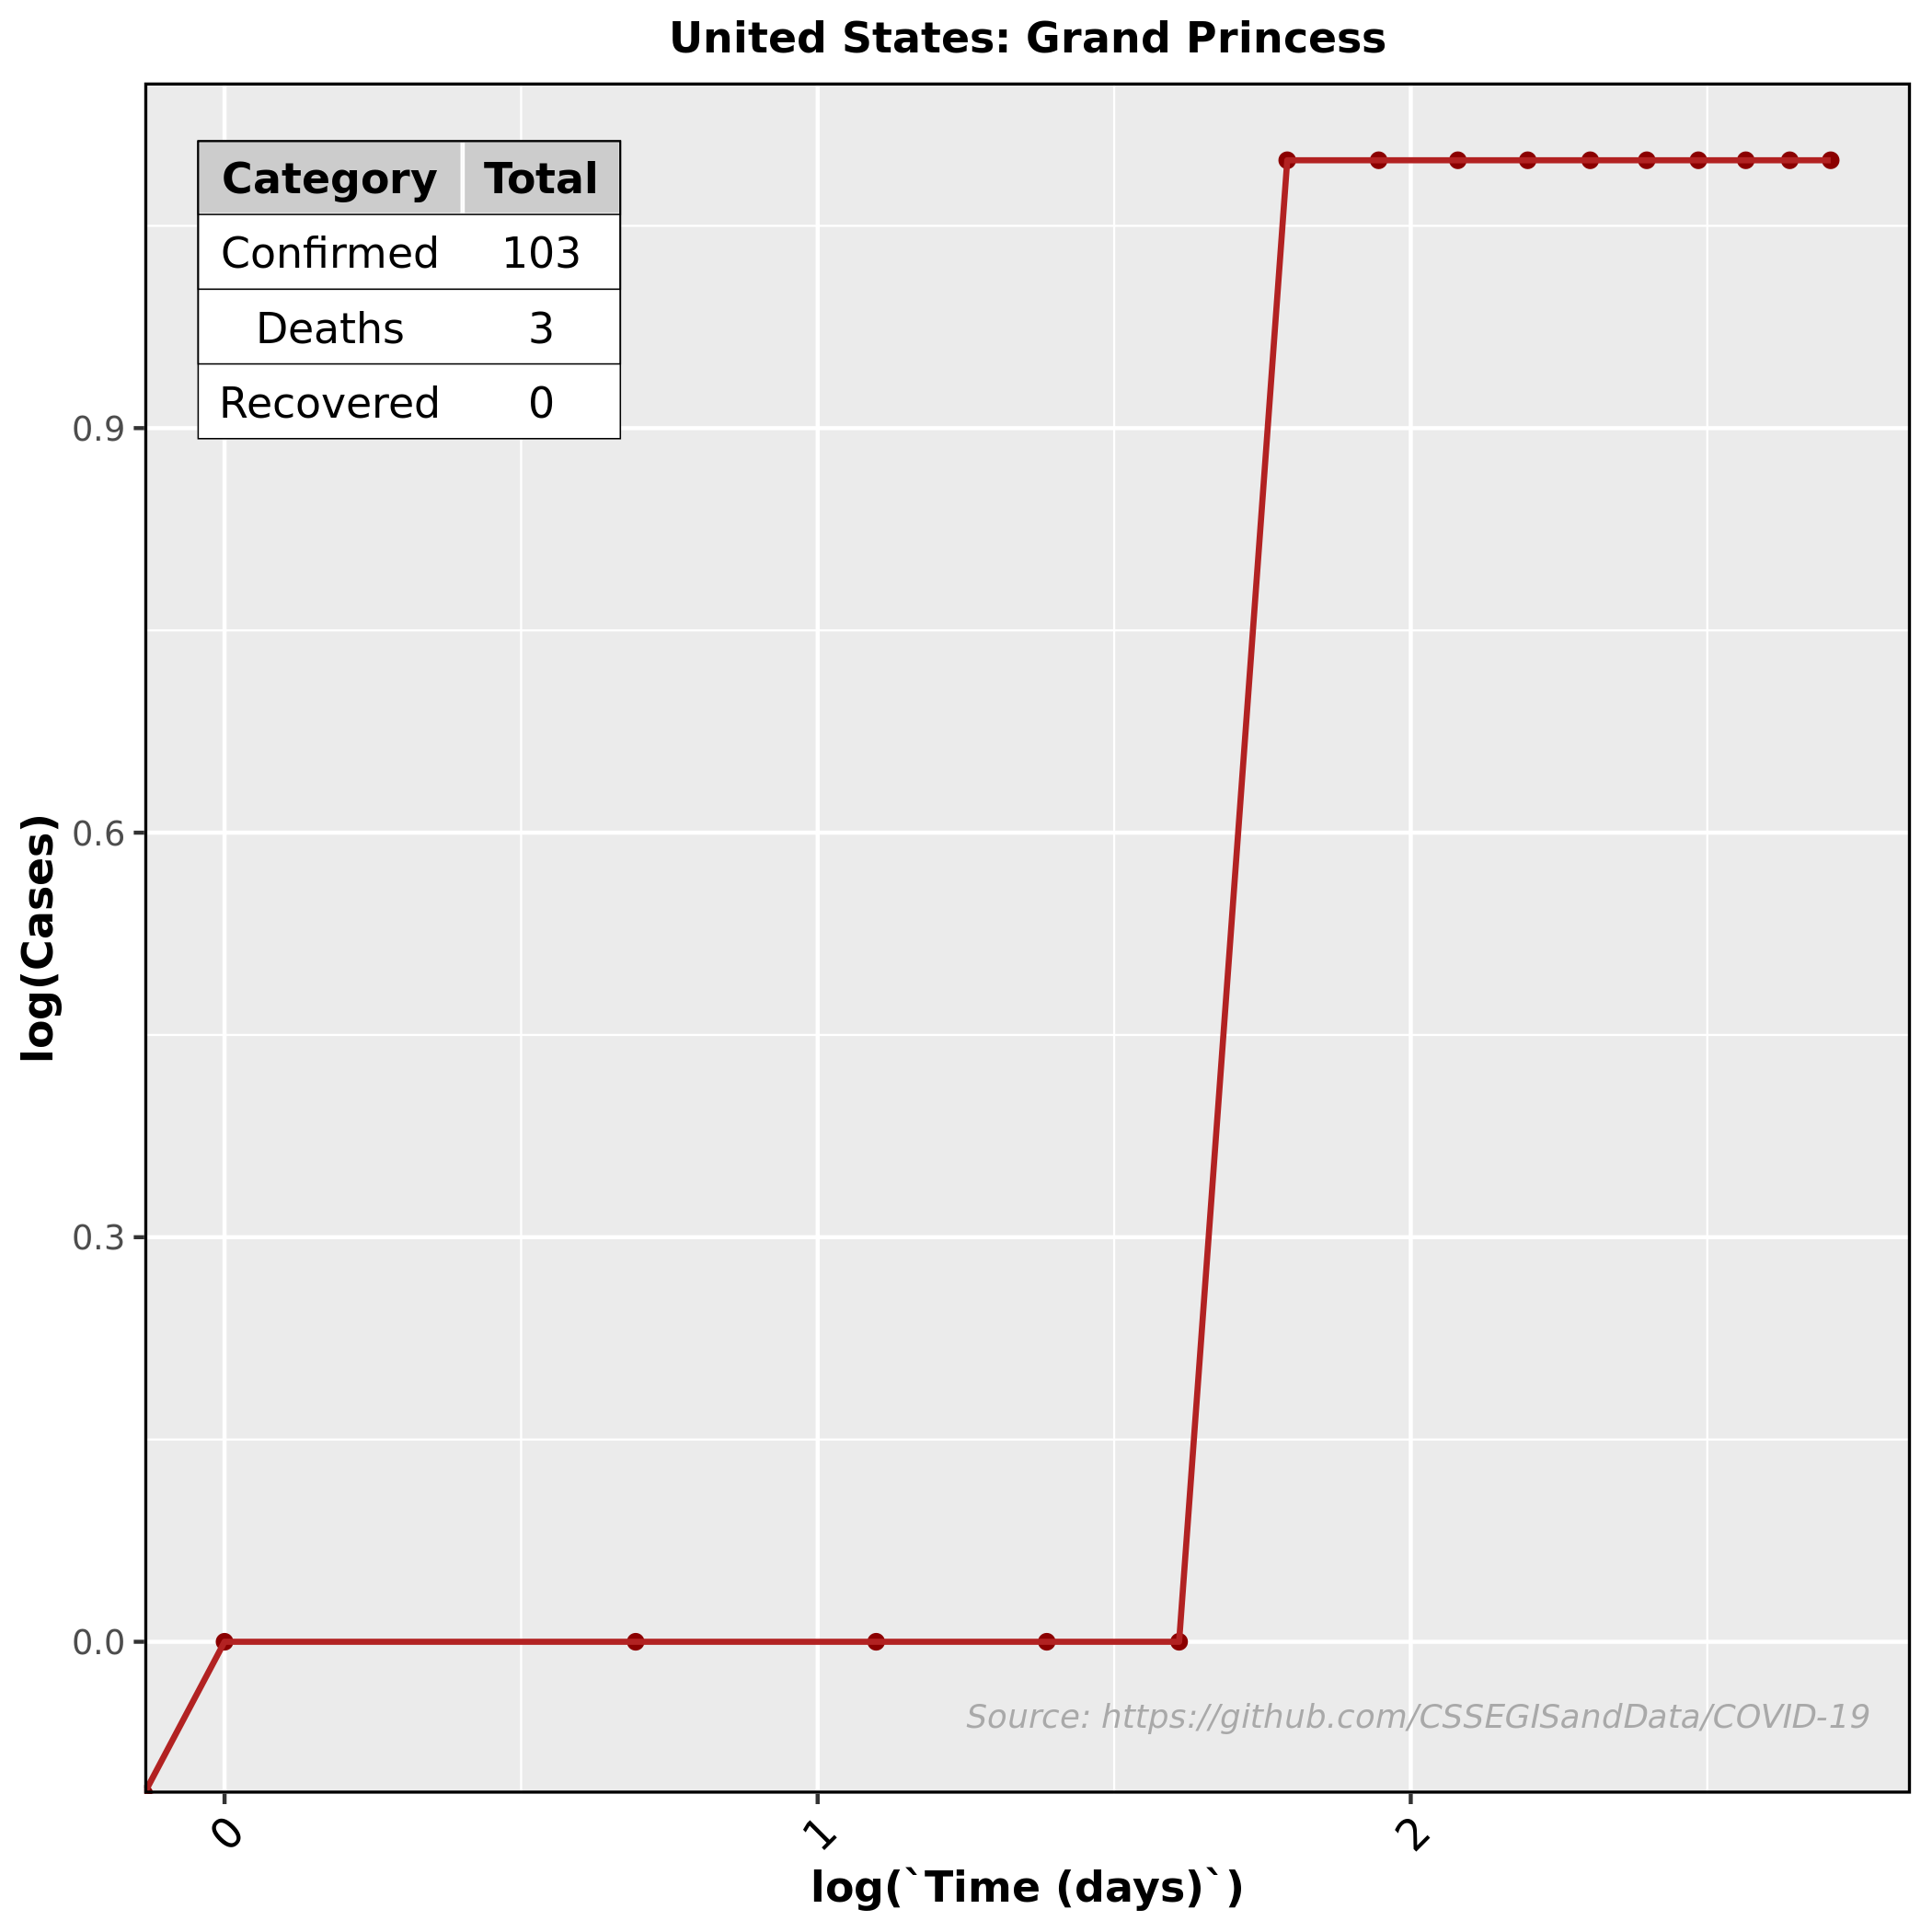 United States: Grand Princess
Category Total
Confirmed 103
Deaths 3
Recovered 0
0.9
0.6
0.3
0.0
log(Cases)
Source: https://github.com/CSSEGISandData/COVID-19
0 1 2
log(`Time (days)`)